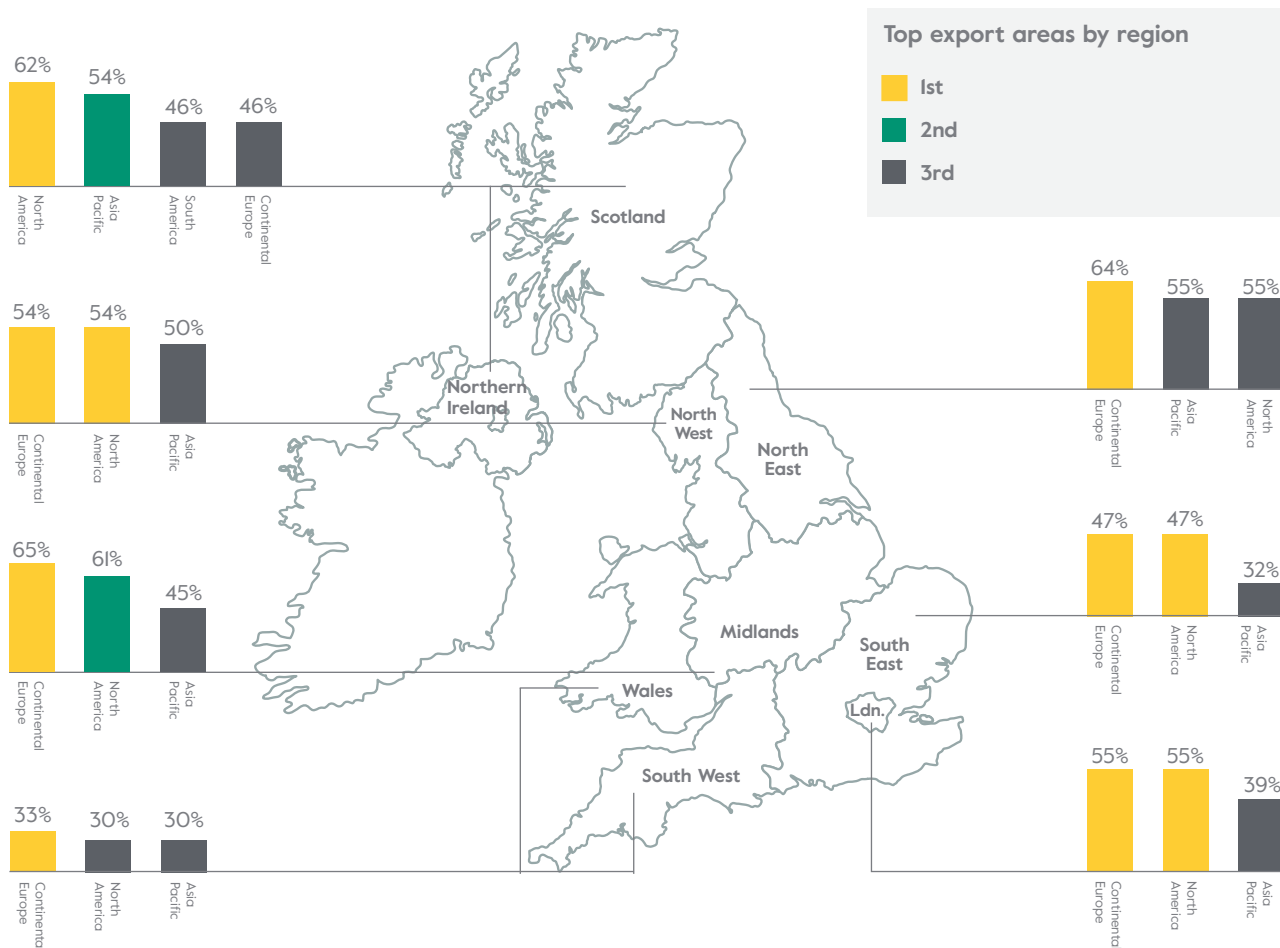 Top export areas by region
1st
2nd
3rd
62%
54%
46%
46%
North
America
Asia
Pacific
South
America
Continental
Europe
54%
54%
50%
Continental
Europe
North
America
Asia
Pacific
65%
61%
45%
Continental
Europe
North
America
Asia
Pacific
33%
30%
30%
Continenta
Europe
North
America
Asia
Pacific
Scotland
Northern
Ireland
North
West
North
East
Midlands
South
East
Wales
Ldn.
South West
64%
55%
55%
Continental
Europe
Asia
Pacific
North
America
47%
47%
32%
Continental
Europe
North
America
Asia
Pacific
55%
55%
39%
Continental
Europe
North
America
Asia
Pacific